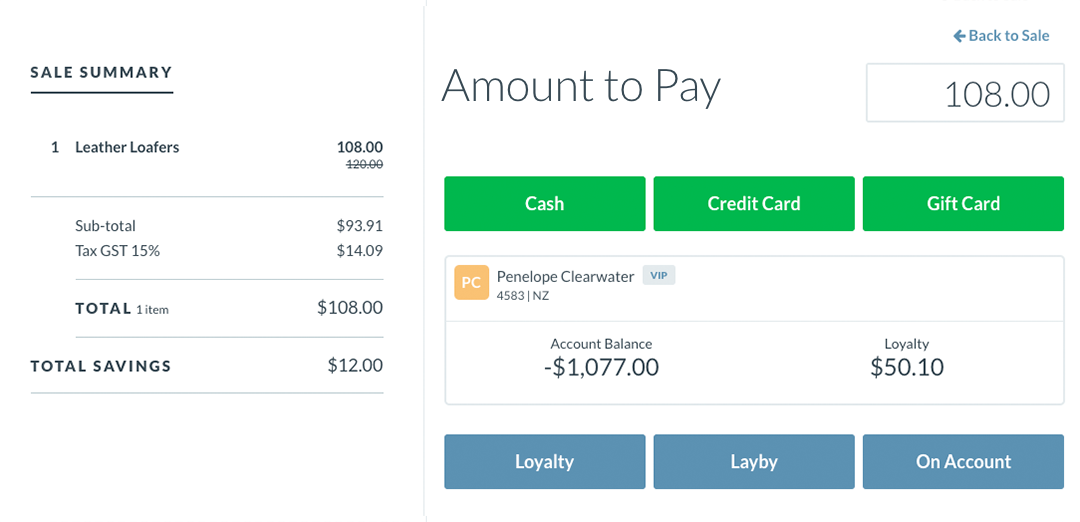 SALE SUMMARY
1 Leather Loafers 108.00
120.00
Sub-total $93.91
Tax GST 15% $14.09
TOTAL 1 item $108.00
TOTAL SAVINGS $12.00
Back to Sale
Amount to Pay 108.00
Cash Credit Card Gift Card
PC Penelope Clearwater VIP
4583 | NZ
Account Balance Loyalty
-$1,077.00 $50.10
Loyalty Layby On Account